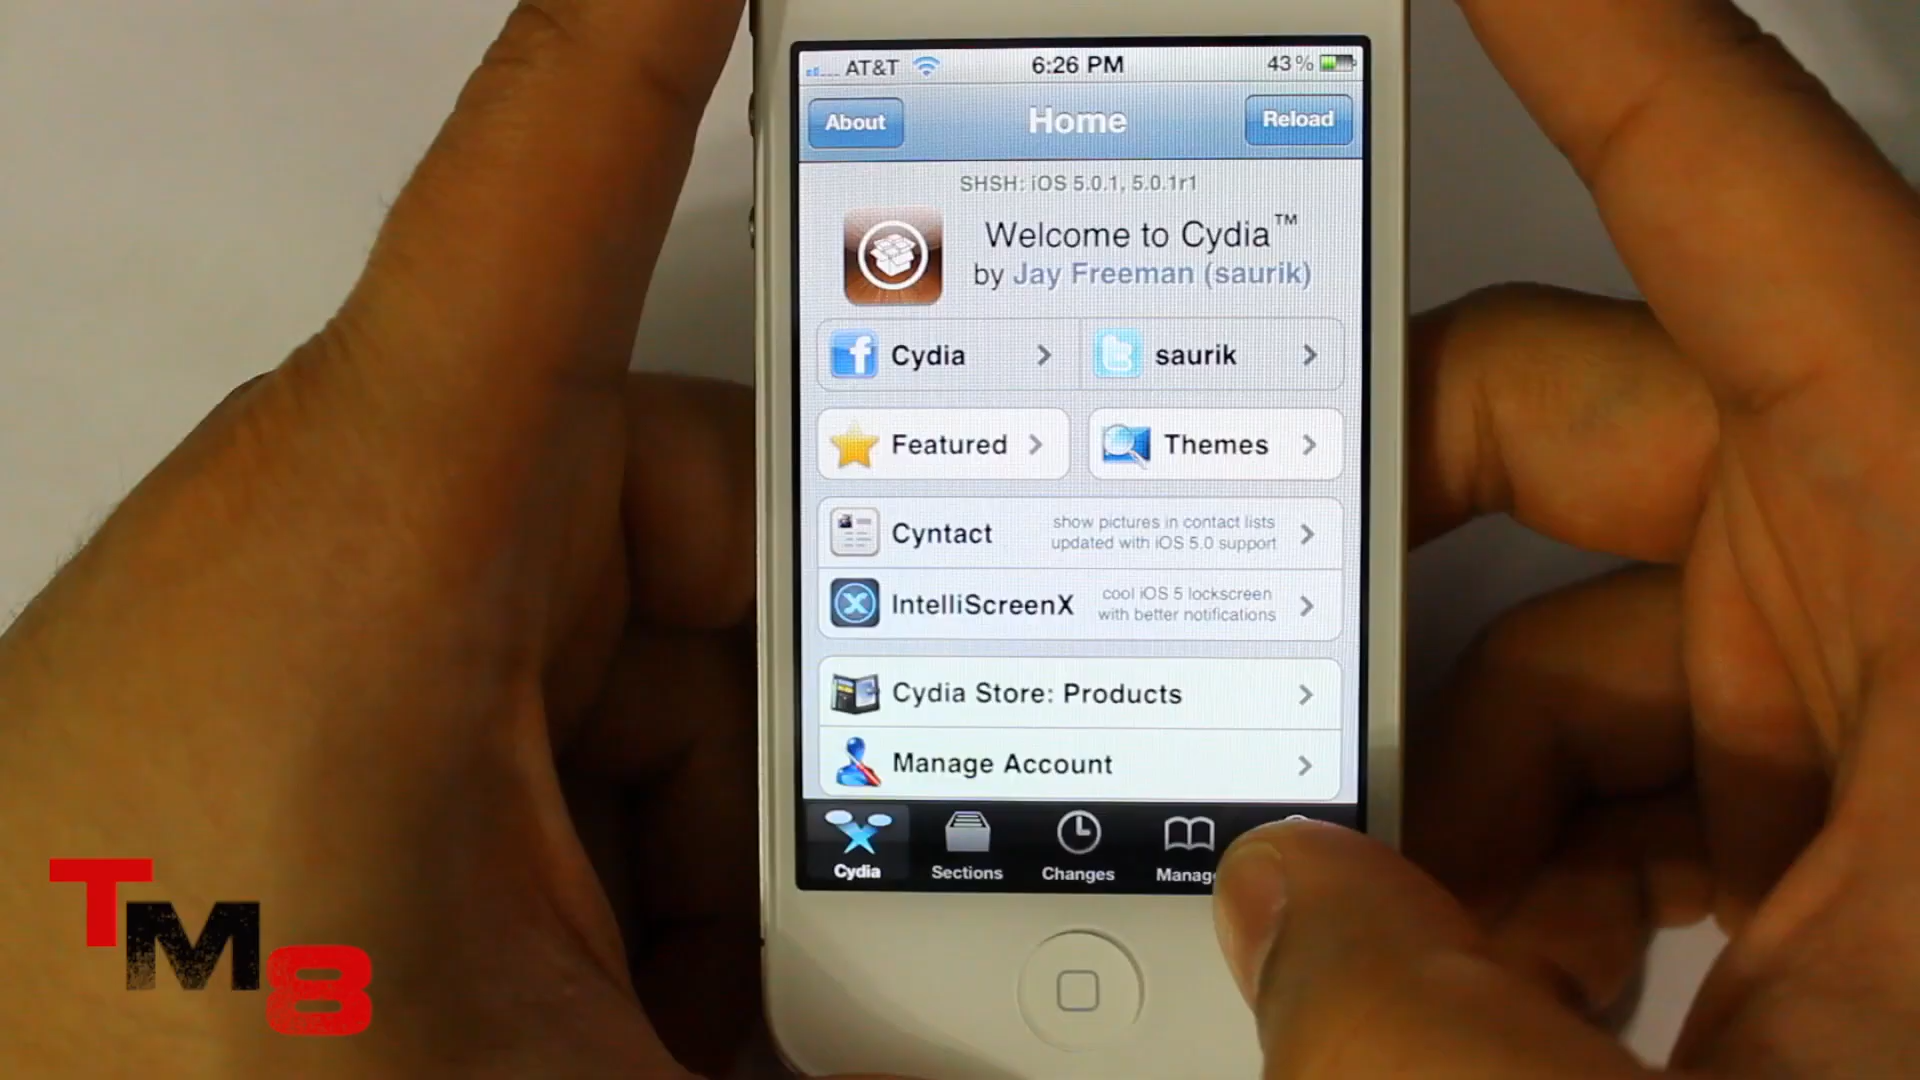 AT&T 6:26 PM 43%
About Home Reload
SHSH: iOS 5.0.1, 5.0.1r1
Welcome to Cydia™
by Jay Freeman (saurik)
Cydia
saurik
Featured
Themes
Cyntact
show pictures in contact lists
updated with iOS 5.0 support
IntelliScreenX
cool iOS 5 lockscreen
with better notifications
Cydia Store: Products
Manage Account
Cydia Sections Changes Manag
TM8